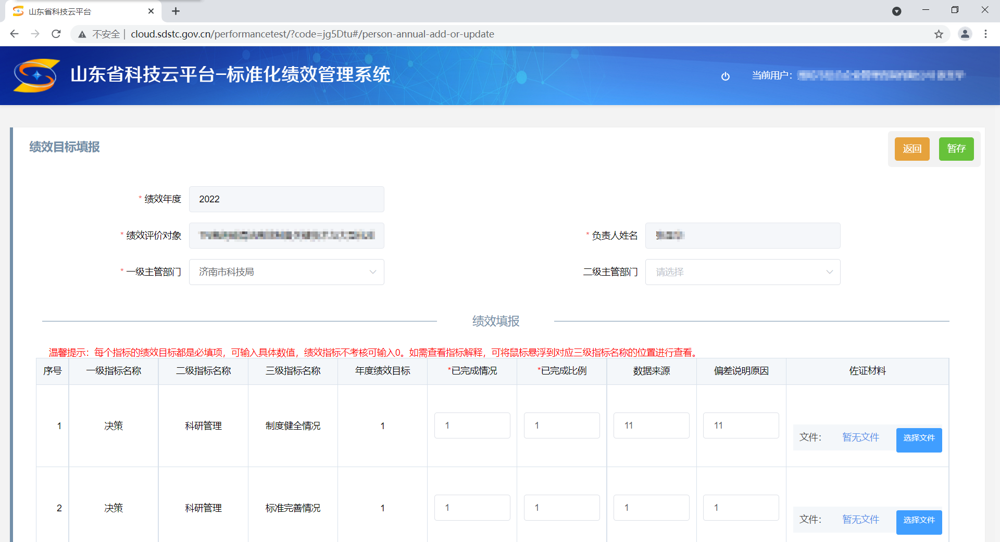 山东省科技云平台
不安全 | cloud.sdstc.gov.cn/performancetest/?code=jg5Dtu#/person-annual-add-or-update
山东省科技云平台-标准化绩效管理系统
当前用户：
绩效目标填报
返回
暂存
* 绩效年度
2022
* 绩效评价对象
* 负责人姓名
* 一级主管部门
济南市科技局
二级主管部门
请选择
绩效填报
温馨提示：每个指标的绩效目标都是必填项，可输入具体数值，绩效指标不考核可输入0。如需查看指标解释，可将鼠标悬浮到对应三级指标名称的位置进行查看。
序号 一级指标名称 二级指标名称 三级指标名称 年度绩效目标 *已完成情况 *已完成比例 数据来源 偏差说明原因 佐证材料
1 决策 科研管理 制度健全情况 1 1 1 11 11 文件： 暂无文件 选择文件
2 决策 科研管理 标准完善情况 1 1 1 1 1 文件： 暂无文件 选择文件